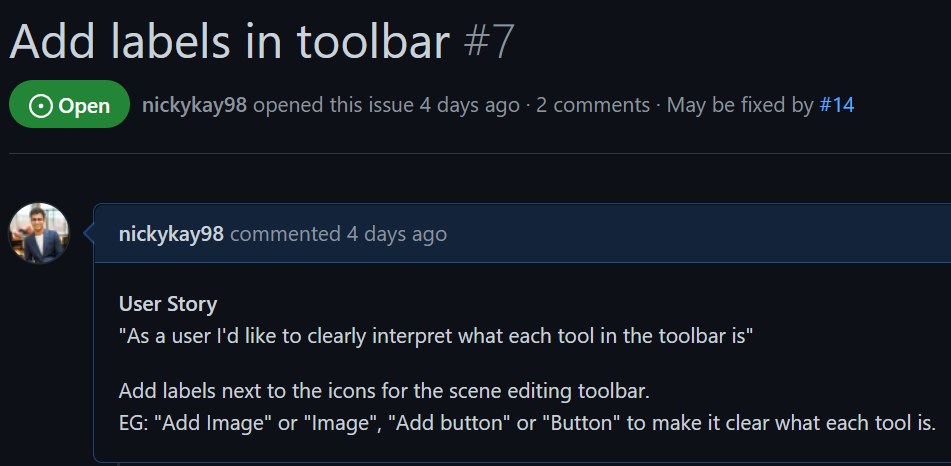 Add labels in toolbar #7
Open nickykay98 opened this issue 4 days ago · 2 comments · May be fixed by #14
nickykay98 commented 4 days ago
User Story
"As a user I'd like to clearly interpret what each tool in the toolbar is"
Add labels next to the icons for the scene editing toolbar.
EG: "Add Image" or "Image", "Add button" or "Button" to make it clear what each tool is.